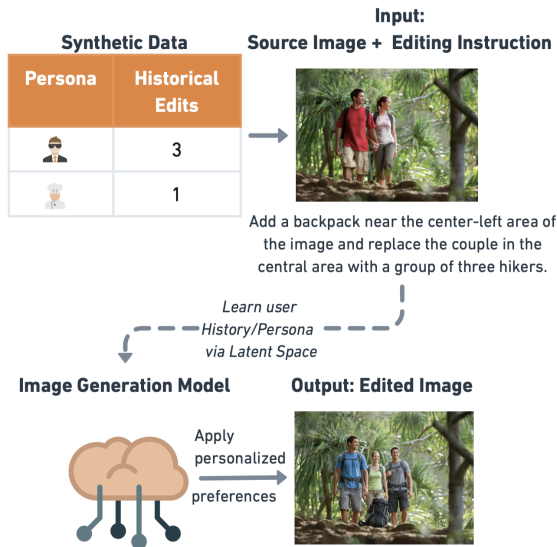 Input:
Synthetic Data
Source Image + Editing Instruction
Persona
Historical
Edits
3
1
Add a backpack near the center-left area of
the image and replace the couple in the
central area with a group of three hikers.
Learn user
History/Persona
via Latent Space
Image Generation Model
Output: Edited Image
Apply
personalized
preferences